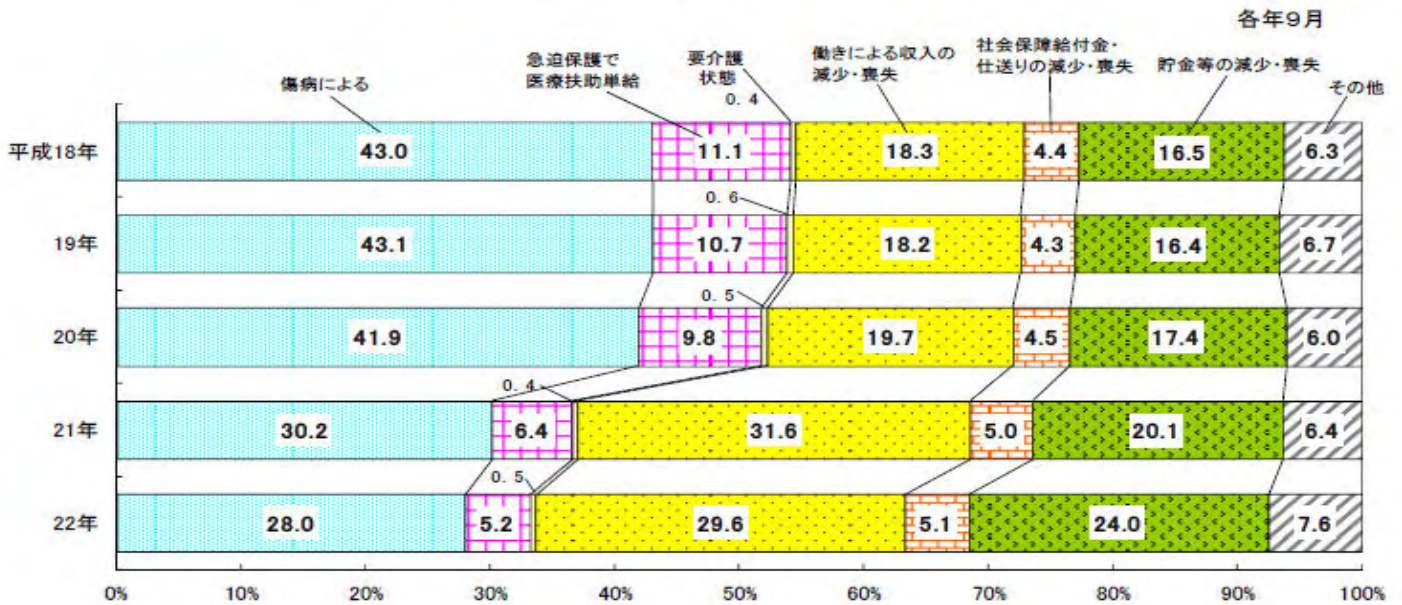 各年9月
傷病による
急迫保護で
医療扶助単給
要介護
状態
0.4
働きによる収入の
減少・喪失
社会保障給付金・
仕送りの減少・喪失
貯金等の減少・喪失
その他
平成18年 43.0 11.1 18.3 4.4 16.5 6.3
0.6
19年 43.1 10.7 18.2 4.3 16.4 6.7
0.5
20年 41.9 9.8 19.7 4.5 17.4 6.0
0.4
21年 30.2 6.4 31.6 5.0 20.1 6.4
0.5
22年 28.0 5.2 29.6 5.1 24.0 7.6
0% 10% 20% 30% 40% 50% 60% 70% 80% 90% 100%